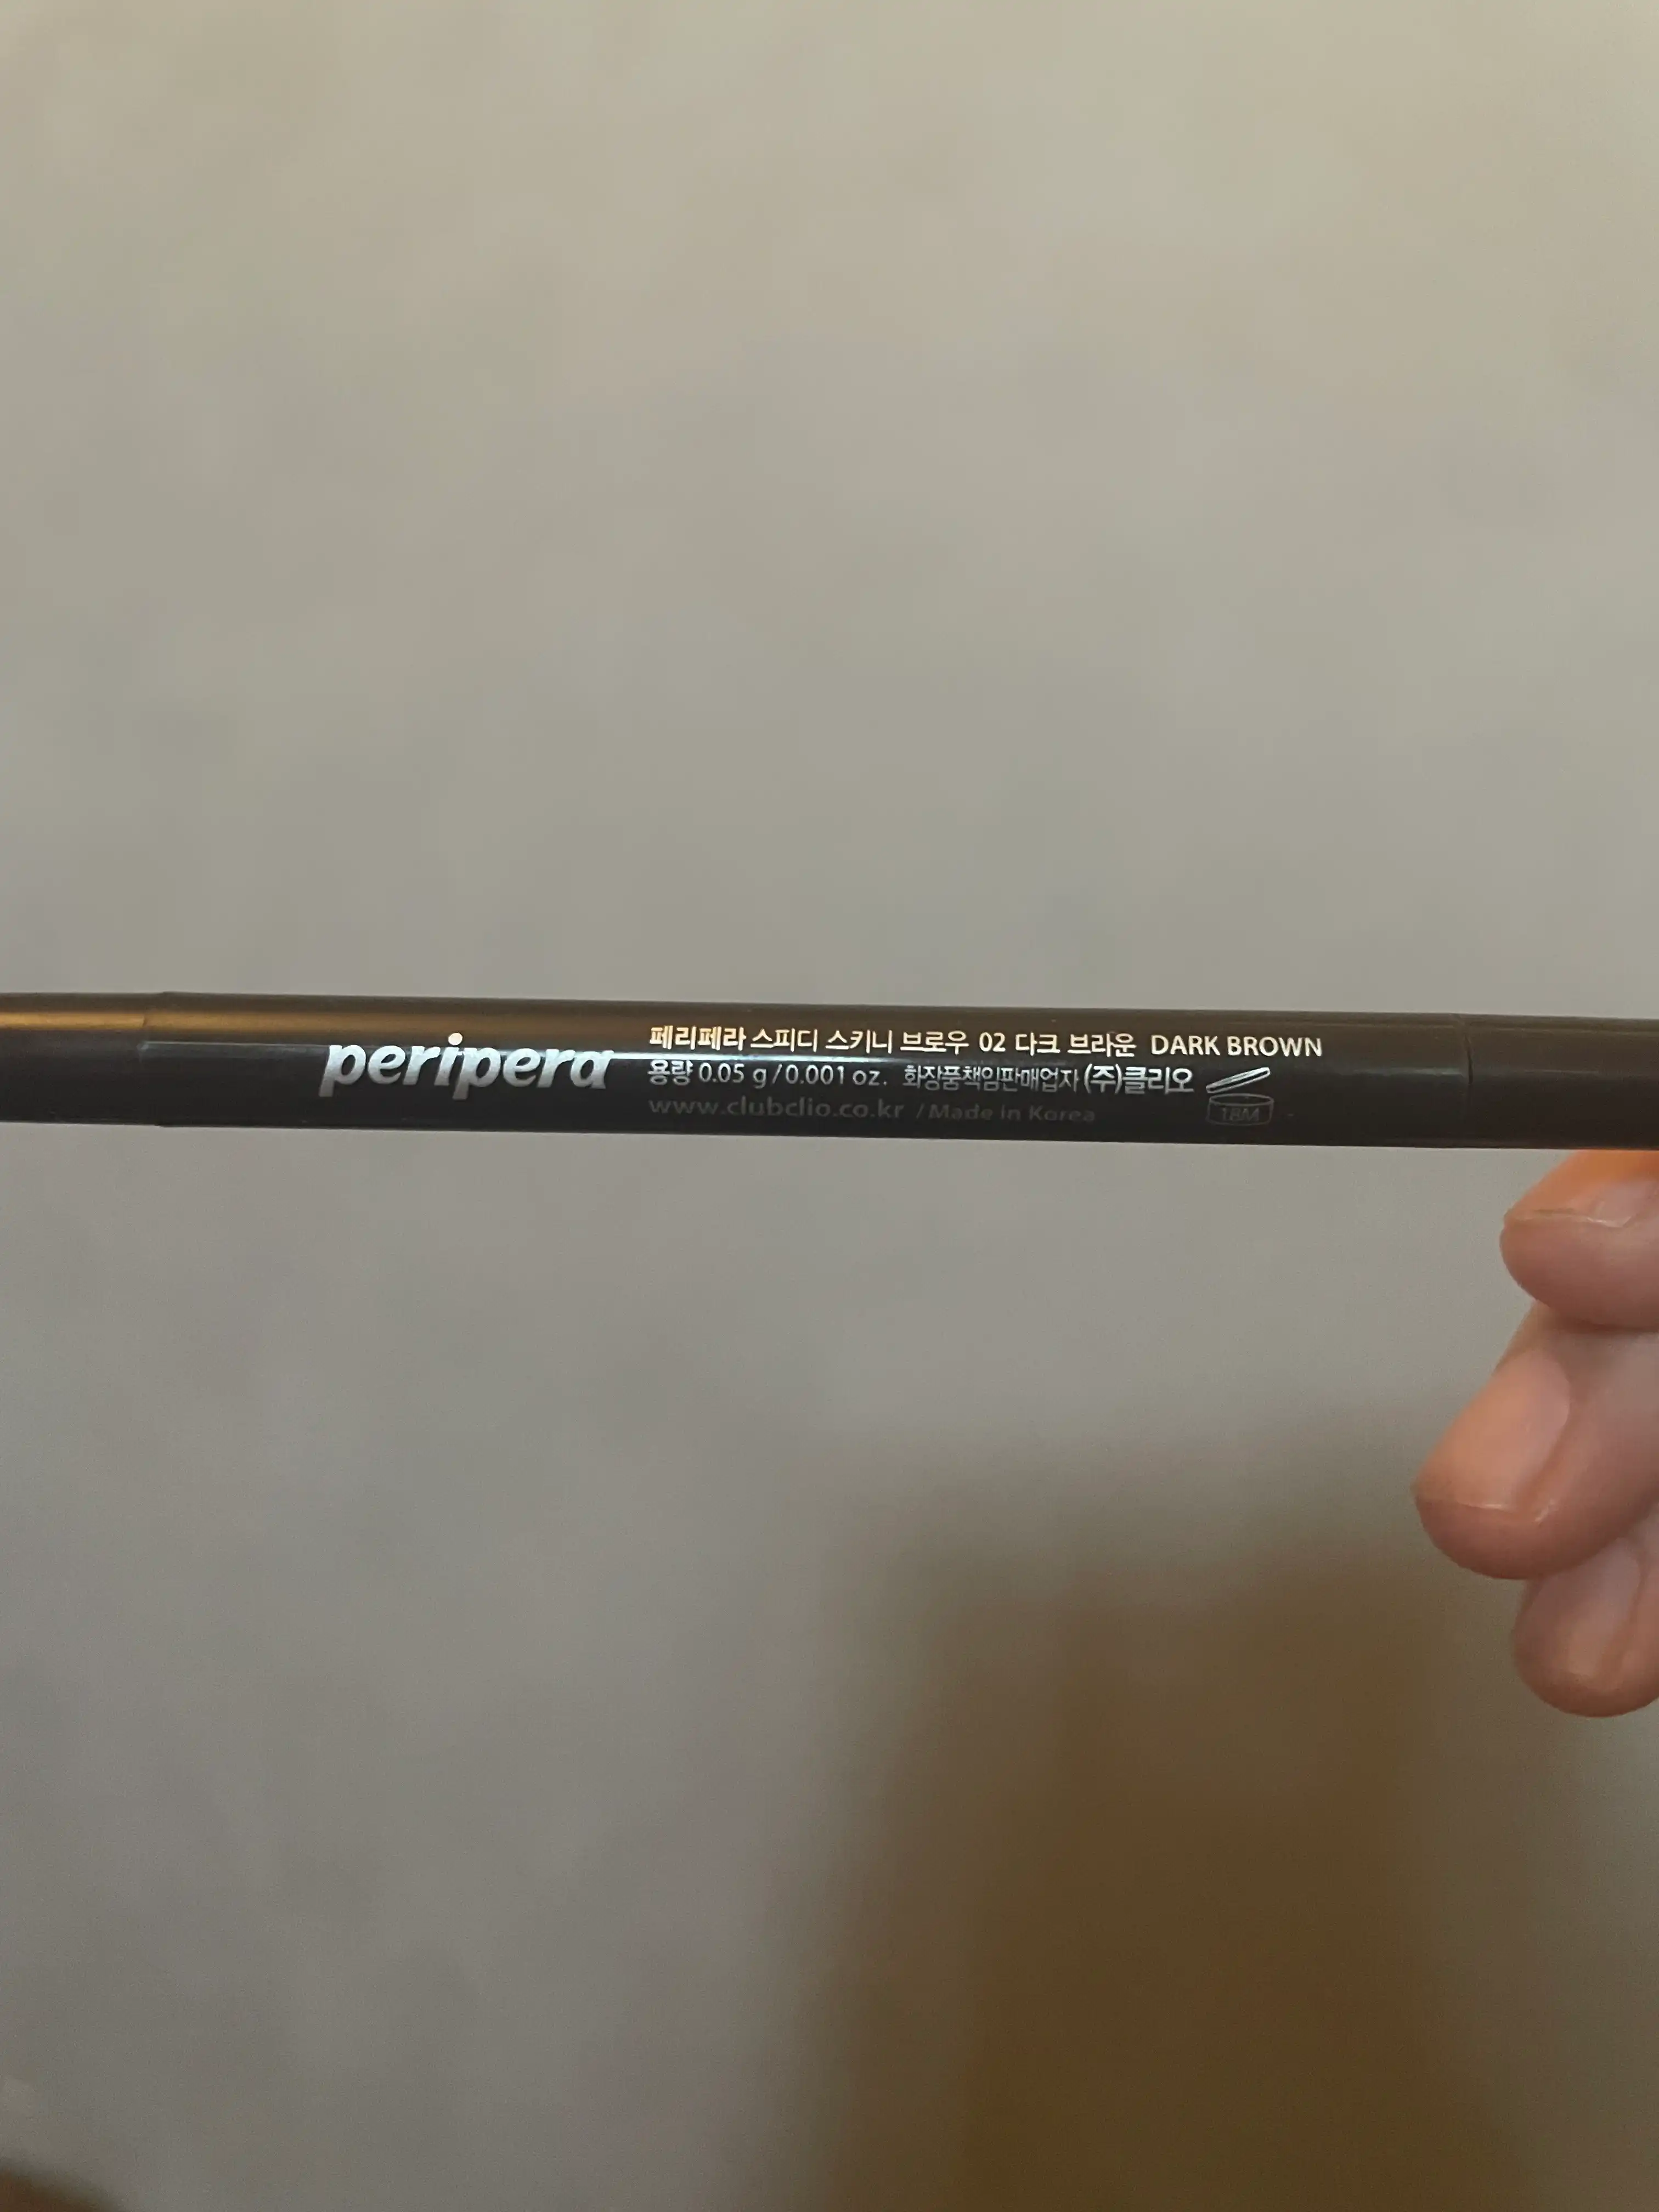 peripera
페리페라 스피디 스키니 브로우 02 다크 브라운 DARK BROWN
용량 0.05 g / 0.001 oz. 화장품책임판매업자 (주)클리오
www.clubclio.co.kr / Made in Korea
18M